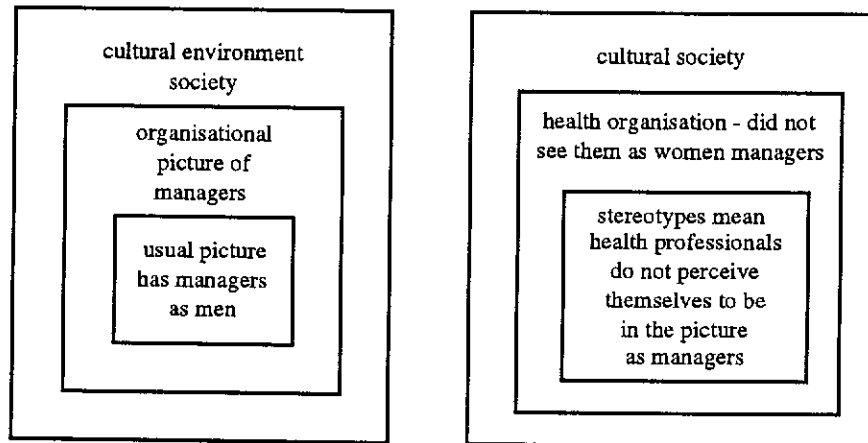 cultural environment
society
organisational
picture of
managers
usual picture
has managers
as men
cultural society
health organisation - did not
see them as women managers
stereotypes mean
health professionals
do not perceive
themselves to be
in the picture
as managers